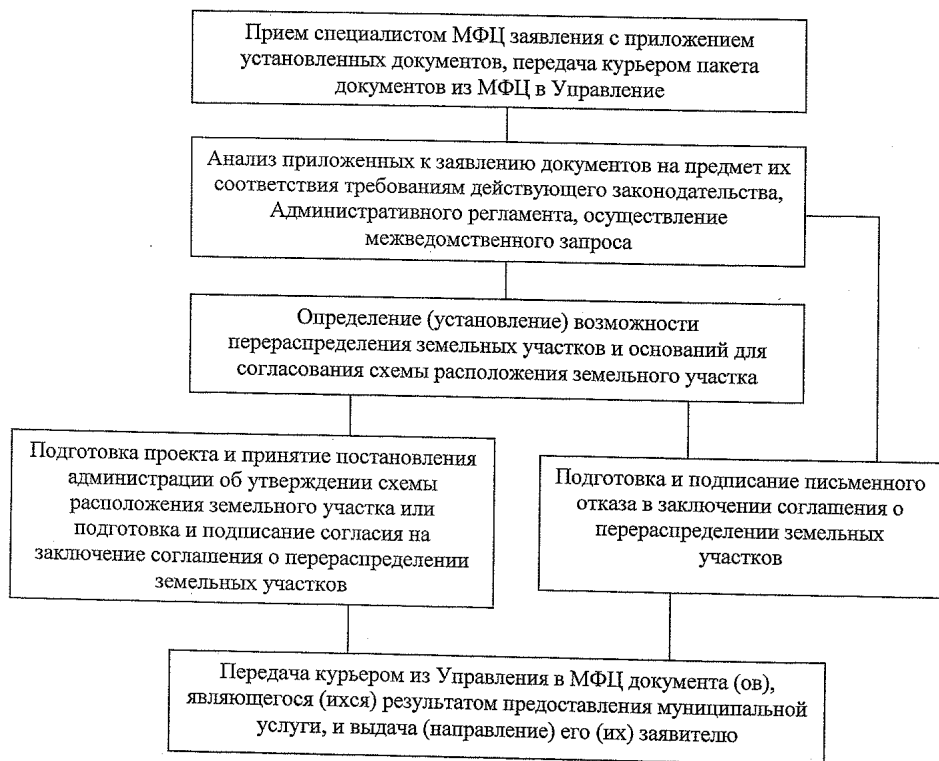 Прием специалистом МФЦ заявления с приложением
установленных документов, передача курьером пакета
документов из МФЦ в Управление
Анализ приложенных к заявлению документов на предмет их
соответствия требованиям действующего законодательства,
Административного регламента, осуществление
межведомственного запроса
Определение (установление) возможности
перераспределения земельных участков и оснований для
согласования схемы расположения земельного участка
Подготовка проекта и принятие постановления
администрации об утверждении схемы
расположения земельного участка или
подготовка и подписание согласия на
заключение соглашения о перераспределении
земельных участков
Подготовка и подписание письменного
отказа в заключении соглашения о
перераспределении земельных
участков
Передача курьером из Управления в МФЦ документа (ов),
являющегося (ихся) результатом предоставления муниципальной
услуги, и выдача (направление) его (их) заявителю